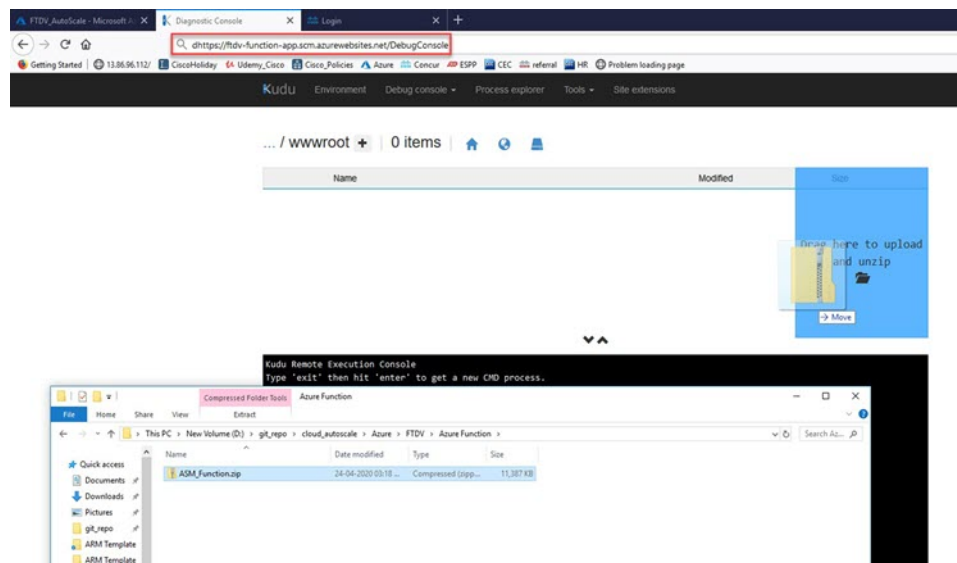 FTDV_AutoScale - Microsoft A
Diagnostic Console
Login
dhttps://ftdv-function-app.scm.azurewebsites.net/DebugConsole
Getting Started
13.86.96.112/
CiscoHoliday
Udemy_Cisco
Cisco_Policies
Azure
Concur
ESPP
CEC
referral
HR
Problem loading page
Kudu
Environment
Debug console
Process explorer
Tools
Site extensions
... / wwwroot + | 0 items
Name
Modified
Size
Drag here to upload
and unzip
Move
Kudu Remote Execution Console
Type 'exit' then hit 'enter' to get a new CMD process.
Compressed Folder Tools
Azure Function
File
Home
Share
View
Extract
This PC > New Volume (D:) > git_repo > cloud_autoscale > Azure > FTDV > Azure Function >
Search Az...
Name
Date modified
Type
Size
Quick access
Documents
Downloads
Pictures
git_repo
ARM Template
ARM Template
ASM_Function.zip
24-04-2020 03:18 ...
Compressed (zipp...
11,387 KB